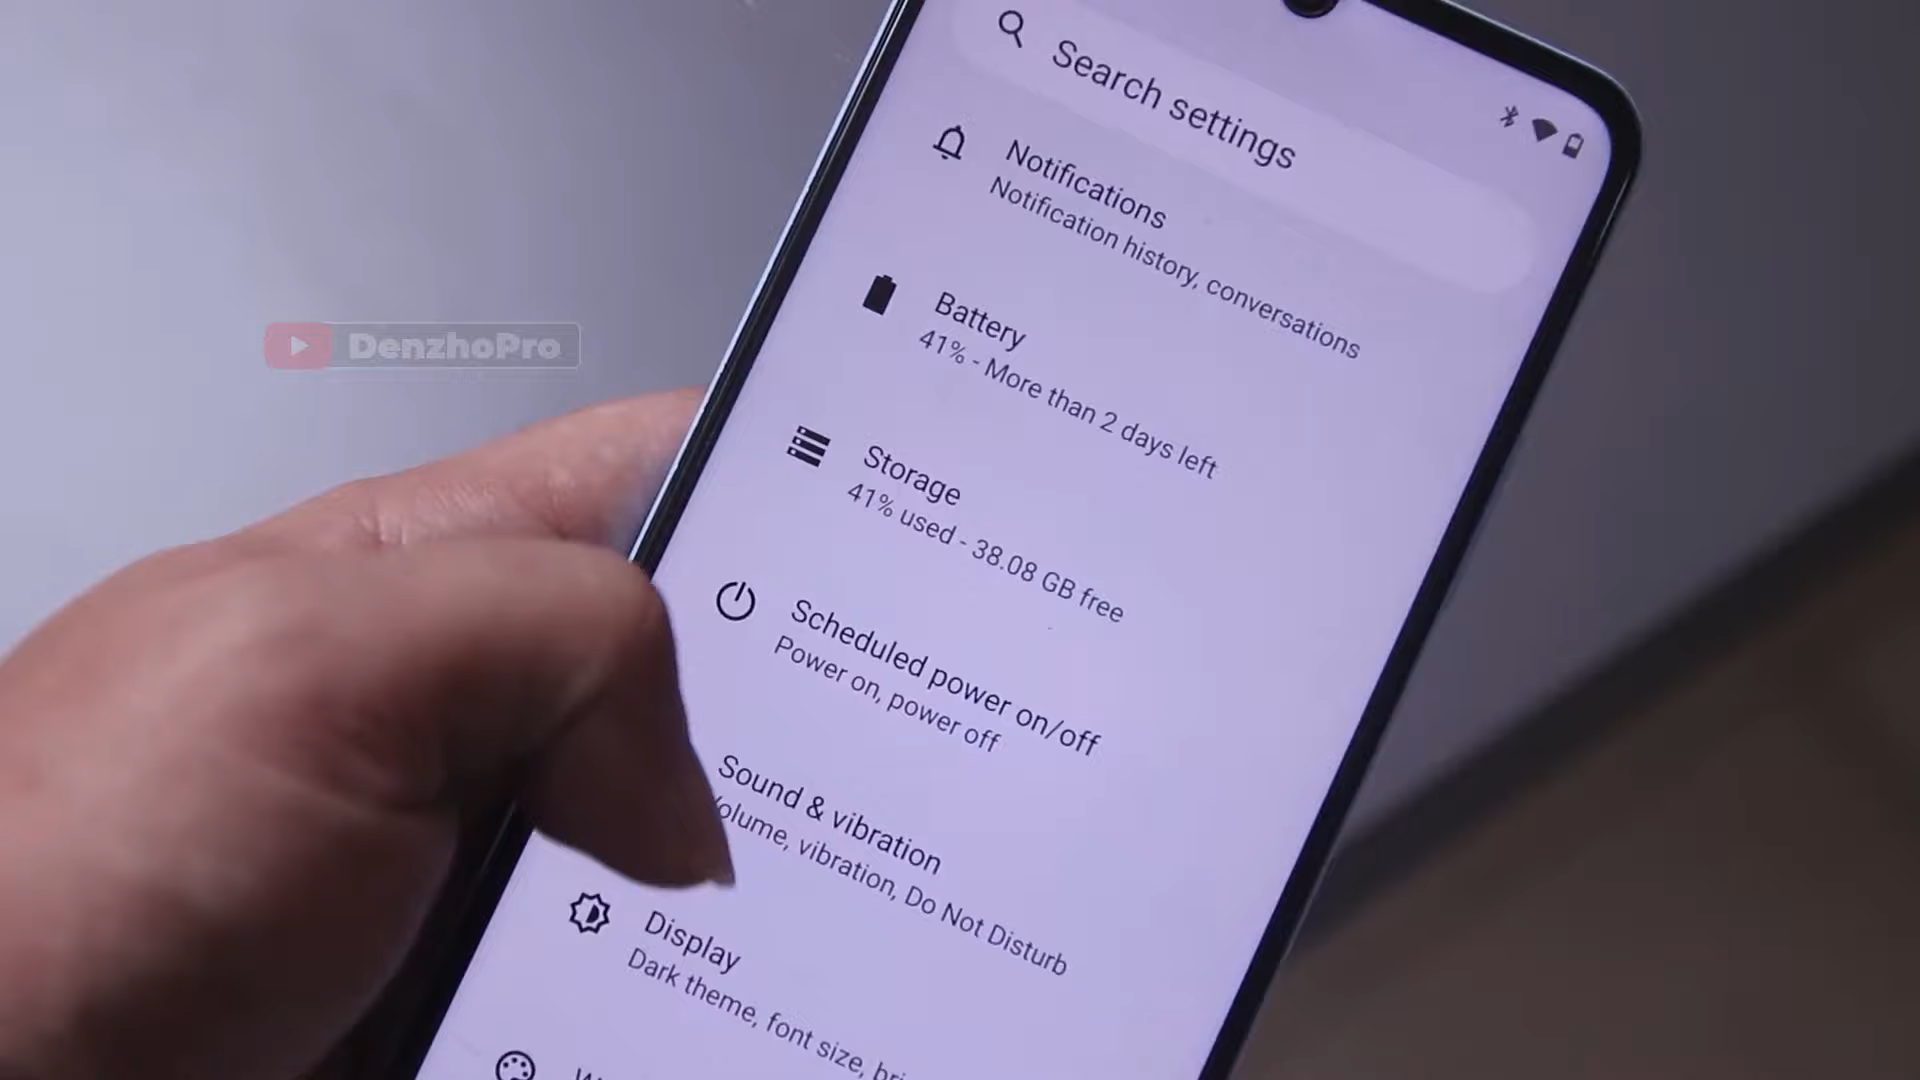 Search settings
Notifications
Notification history, conversations
Battery
41% - More than 2 days left
DenzhoPro
Storage
41% used - 38.08 GB free
Scheduled power on/off
Power on, power off
Sound & vibration
Volume, vibration, Do Not Disturb
Display
Dark theme, font size,